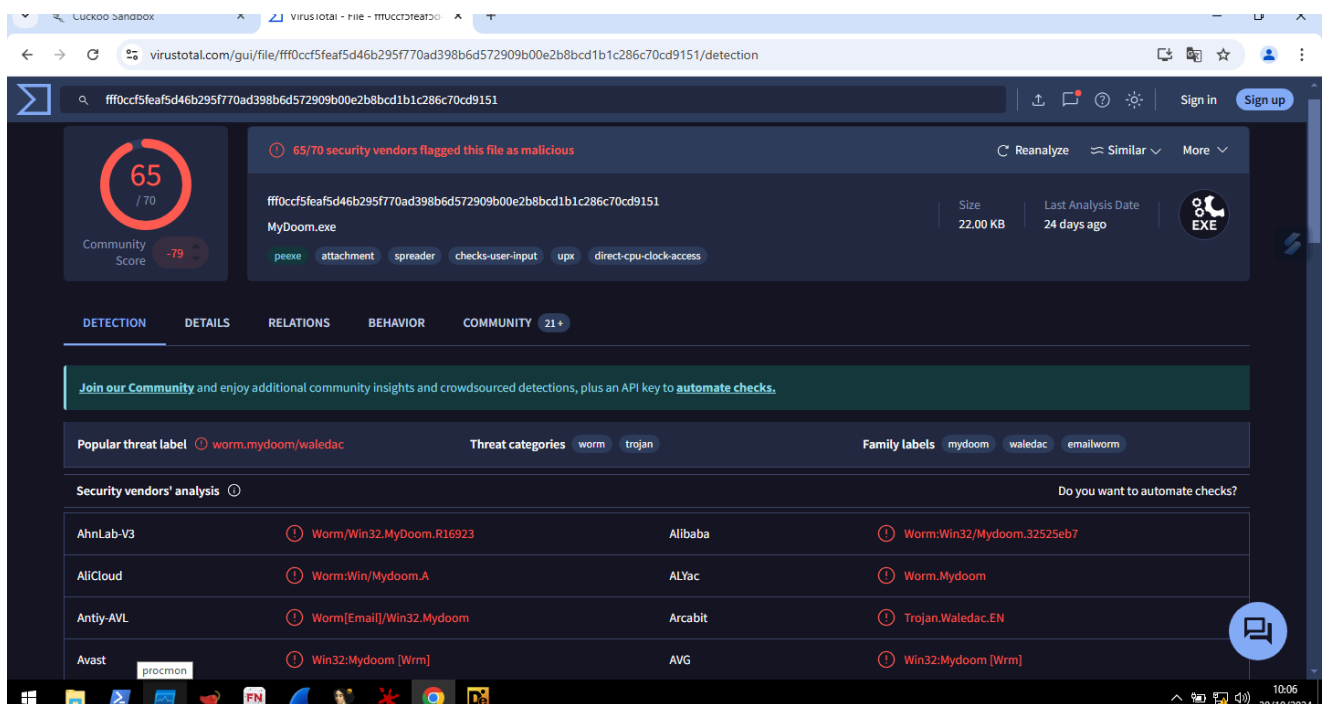 Cuckoo Sandbox
VirusTotal - File - fff0ccf5feaf5d
virustotal.com/gui/file/fff0ccf5feaf5d46b295f770ad398b6d572909b00e2b8bcd1b1c286c70cd9151/detection
fff0ccf5feaf5d46b295f770ad398b6d572909b00e2b8bcd1b1c286c70cd9151
Sign in Sign up
65
/ 70
Community
Score -79
65/70 security vendors flagged this file as malicious
Reanalyze Similar More
fff0ccf5feaf5d46b295f770ad398b6d572909b00e2b8bcd1b1c286c70cd9151
MyDoom.exe
peexe attachment spreader checks-user-input upx direct-cpu-clock-access
Size
22.00 KB
Last Analysis Date
24 days ago
EXE
DETECTION DETAILS RELATIONS BEHAVIOR COMMUNITY 21+
Join our Community and enjoy additional community insights and crowdsourced detections, plus an API key to automate checks.
Popular threat label worm.mydoom/waledac Threat categories worm trojan Family labels mydoom waledac emailworm
Security vendors' analysis Do you want to automate checks?
AhnLab-V3 Worm/Win32.MyDoom.R16923 Alibaba Worm:Win32/Mydoom.32525eb7
AliCloud Worm:Win/Mydoom.A ALYac Worm.Mydoom
Antiy-AVL Worm[Email]/Win32.Mydoom Arcabit Trojan.Waledac.EN
Avast Win32:Mydoom [Wrm] AVG Win32:Mydoom [Wrm]
procmon
FN
10:06